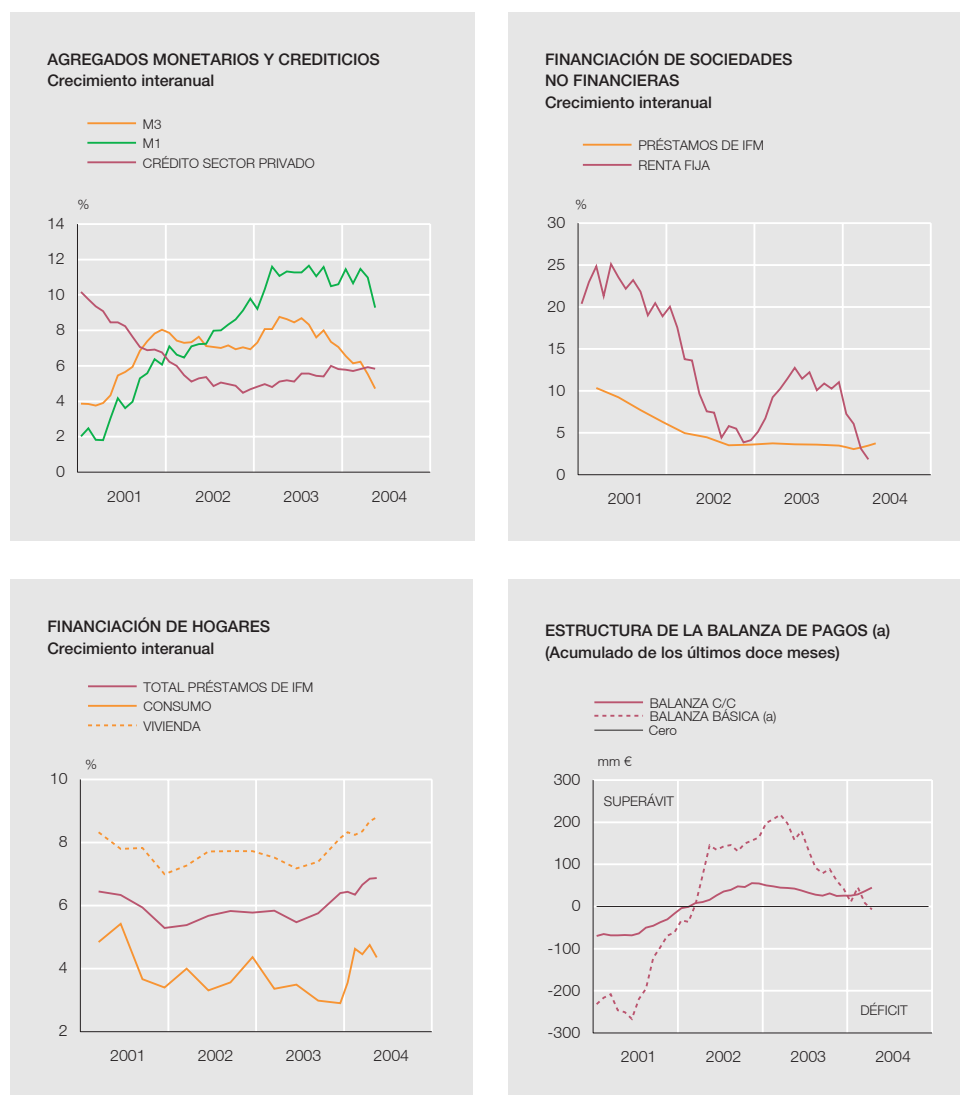 AGREGADOS MONETARIOS Y CREDITICIOS
Crecimiento interanual
M3
M1
CRÉDITO SECTOR PRIVADO
%
14
12
10
8
6
4
2
0
2001 2002 2003 2004
FINANCIACIÓN DE SOCIEDADES
NO FINANCIERAS
Crecimiento interanual
PRÉSTAMOS DE IFM
RENTA FIJA
%
30
25
20
15
10
5
0
2001 2002 2003 2004
FINANCIACIÓN DE HOGARES
Crecimiento interanual
TOTAL PRÉSTAMOS DE IFM
CONSUMO
VIVIENDA
%
10
8
6
4
2
2001 2002 2003 2004
ESTRUCTURA DE LA BALANZA DE PAGOS (a)
(Acumulado de los últimos doce meses)
BALANZA C/C
BALANZA BÁSICA (a)
Cero
mm €
300
SUPERÁVIT
200
100
0
-100
-200
DÉFICIT
-300
2001 2002 2003 2004